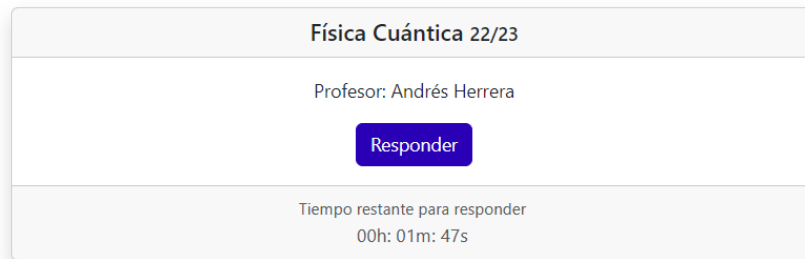 Física Cuántica 22/23
Profesor: Andrés Herrera
Responder
Tiempo restante para responder
00h: 01m: 47s